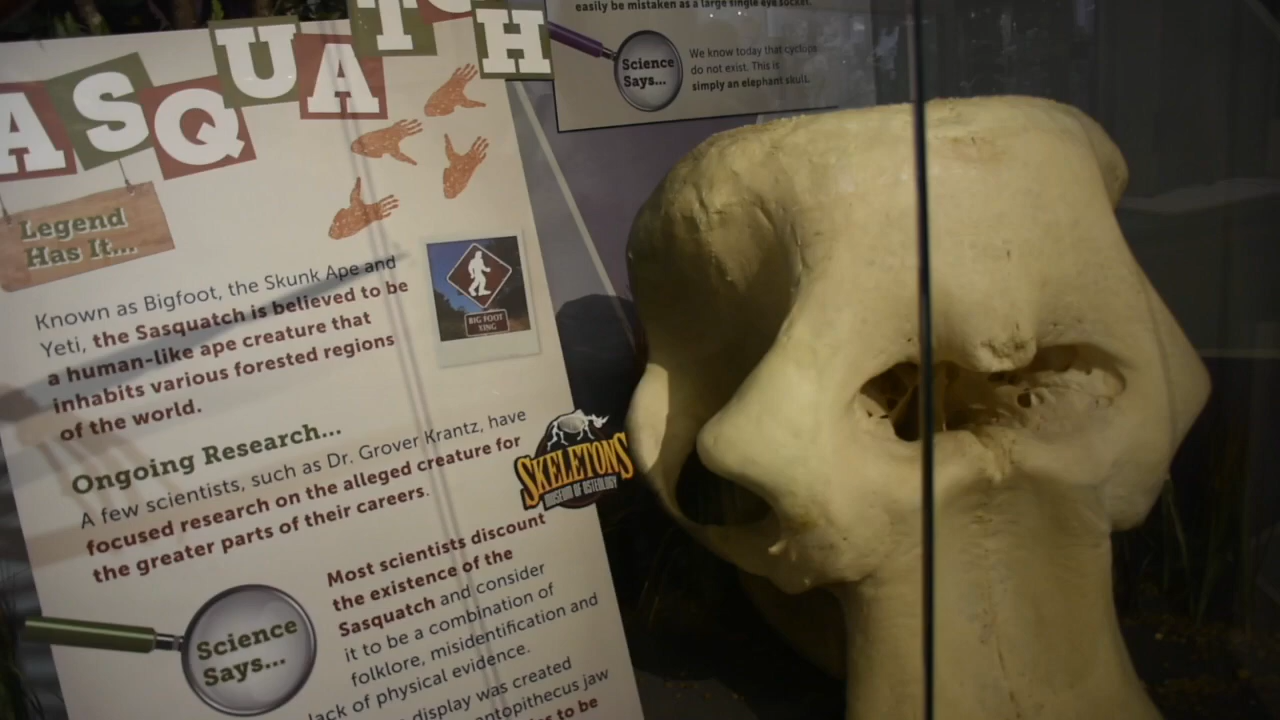 ASQUATCH
Legend
Has It...
Known as Bigfoot, the Skunk Ape and
Yeti, the Sasquatch is believed to be
a human-like ape creature that
inhabits various forested regions
of the world.
BIG FOOT
XING
Ongoing Research...
A few scientists, such as Dr. Grover Krantz, have
focused research on the alleged creature for
the greater parts of their careers.
SKELETONS
MUSEUM OF OSTEOLOGY
Science
Says...
Most scientists discount
the existence of the
Sasquatch and consider
it to be a combination of
folklore, misidentification and
lack of physical evidence.
display was created
antopithecus jaw
to be
easily be mistaken as a large single eye socket.
Science
Says...
We know today that cyclops
do not exist. This is
simply an elephant skull.